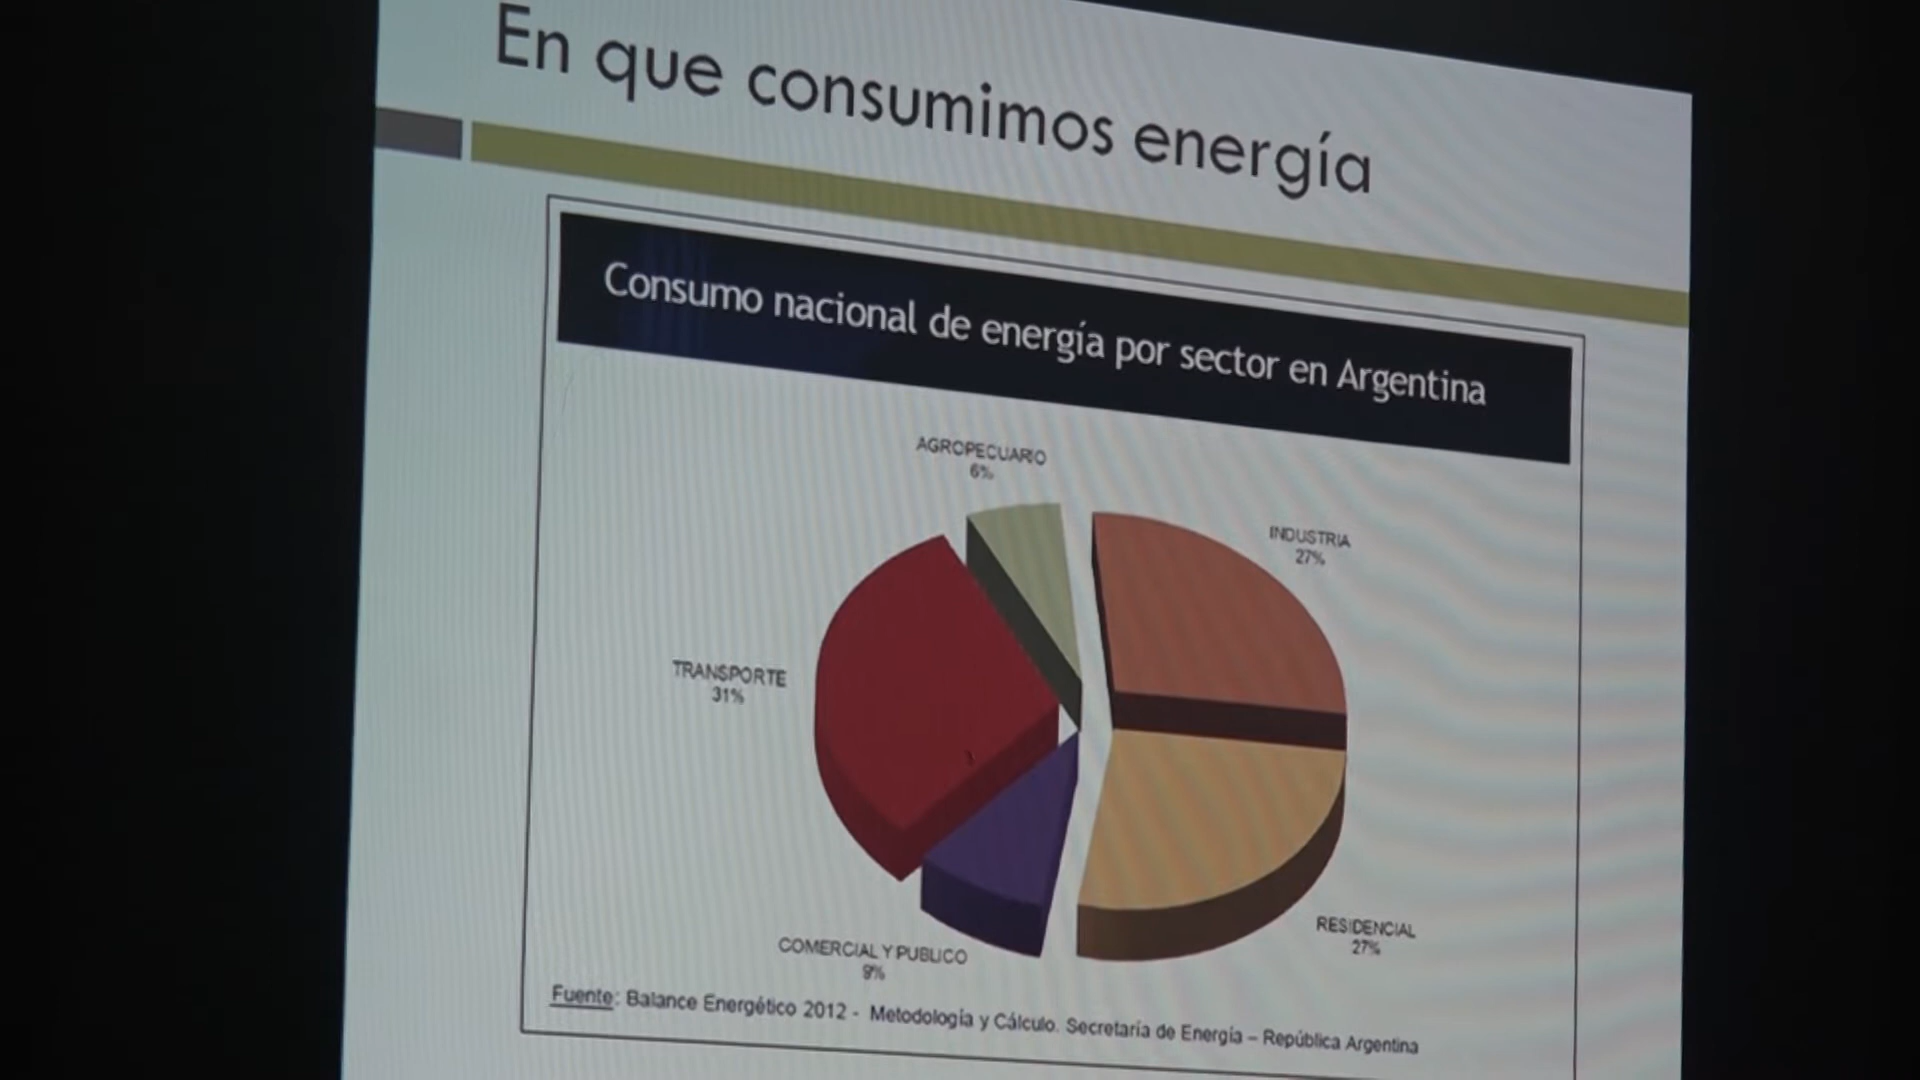 En que consumimos energía
Consumo nacional de energía por sector en Argentina
AGROPECUARIO
6%
INDUSTRIA
27%
TRANSPORTE
31%
RESIDENCIAL
27%
COMERCIAL Y PUBLICO
9%
Fuente: Balance Energético 2012 - Metodología y Cálculo. Secretaría de Energía – República Argentina